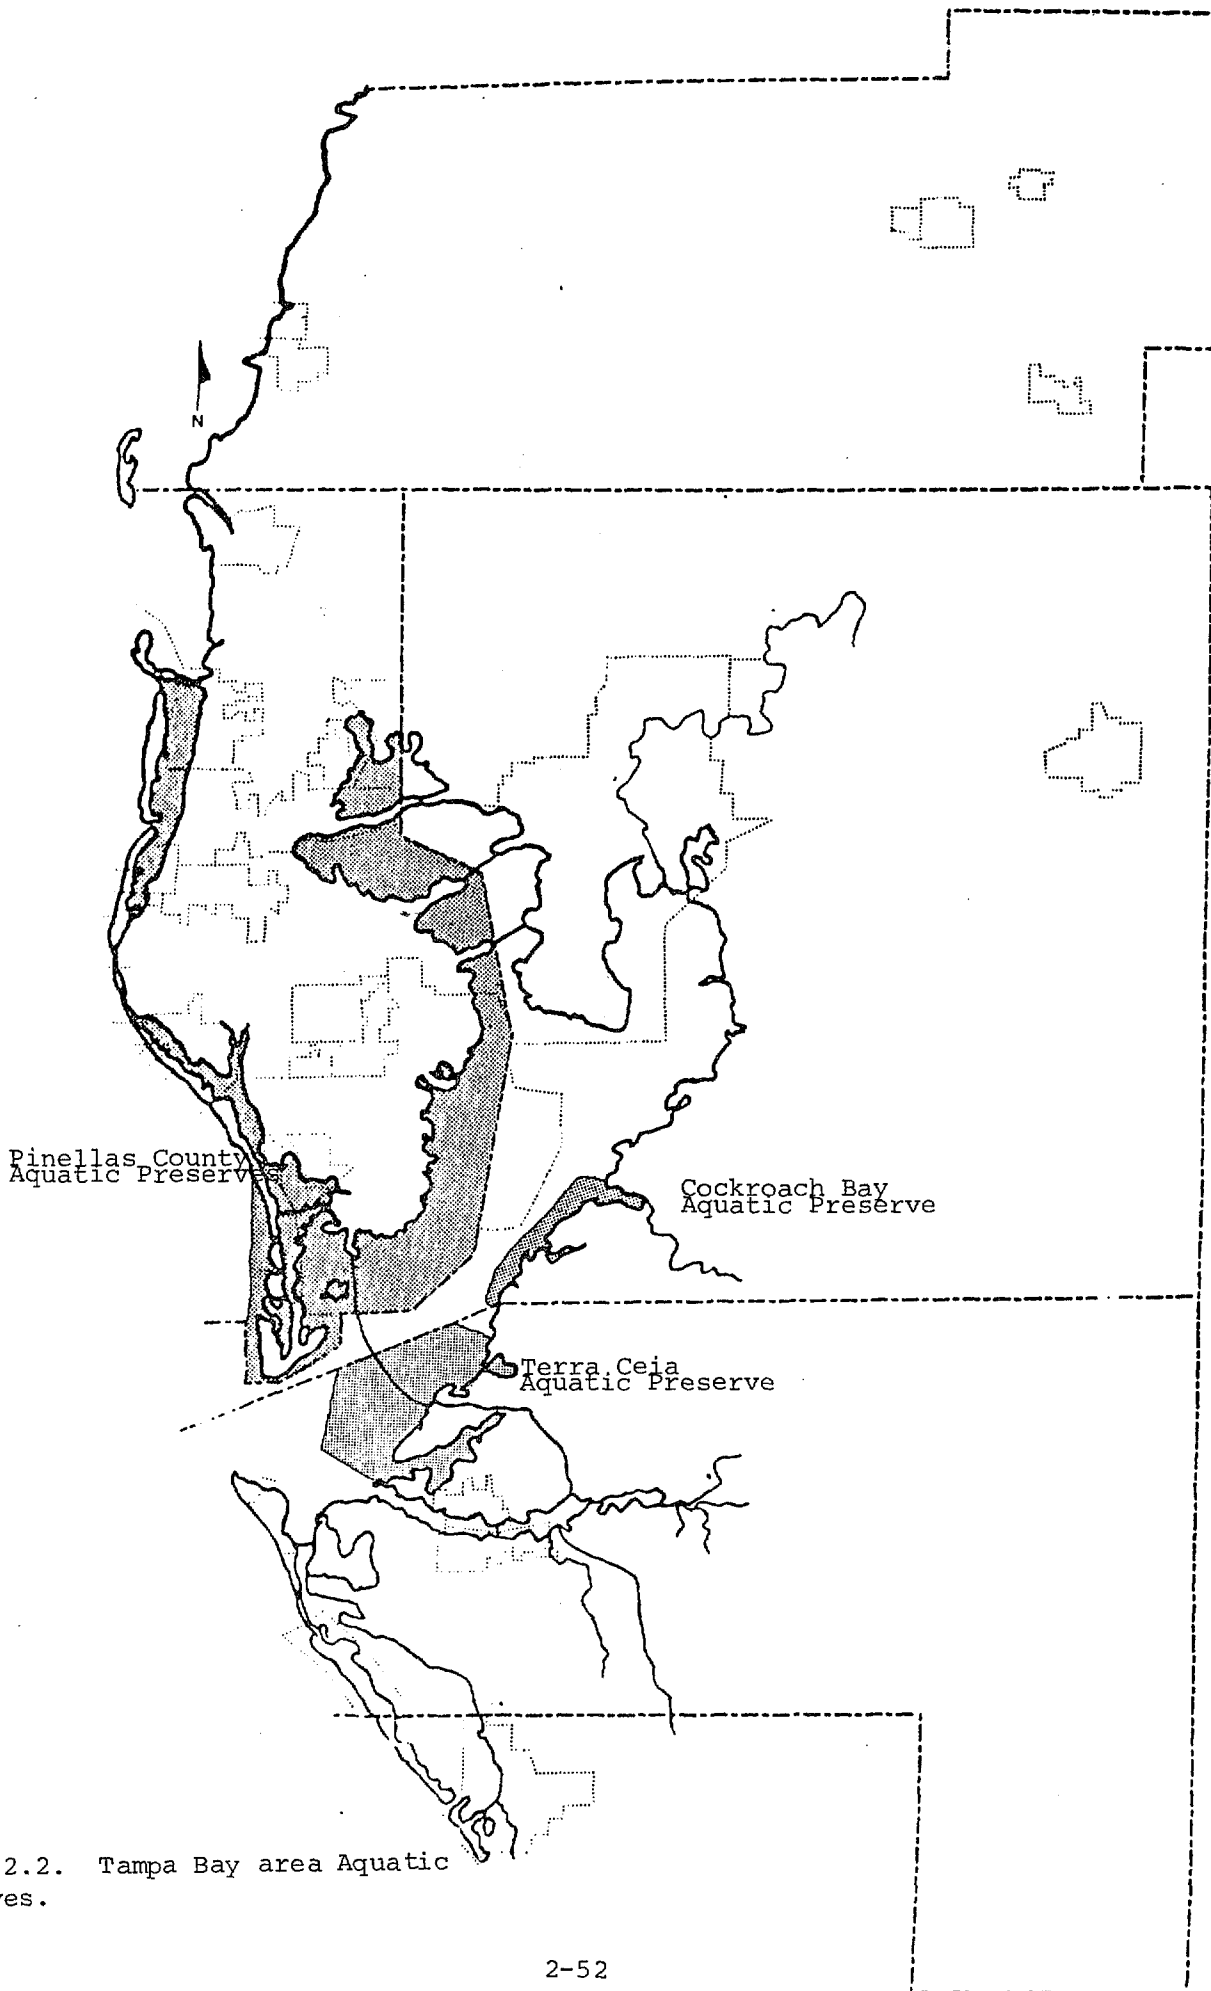 N
Pinellas County
Aquatic Preserves
Cockroach Bay
Aquatic Preserve
Terra Ceia
Aquatic Preserve
2.2. Tampa Bay area Aquatic
es.
2-52